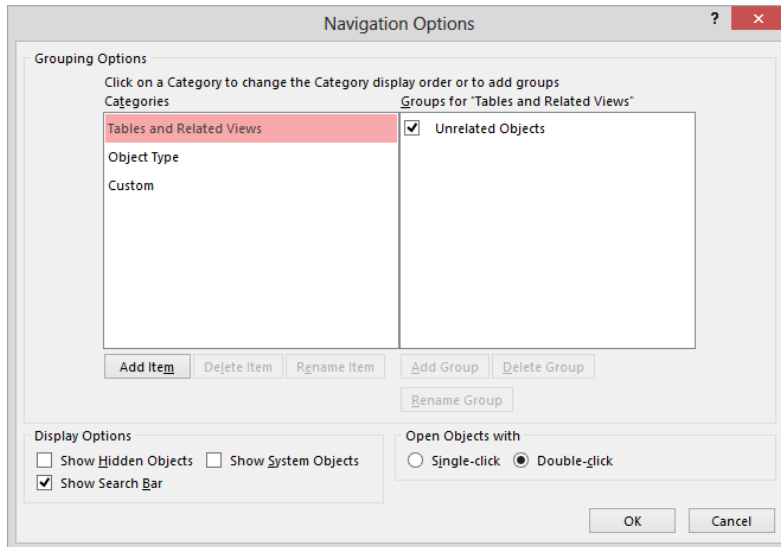 Navigation Options
?
Grouping Options
Click on a Category to change the Category display order or to add groups
Categories
Groups for "Tables and Related Views"
Tables and Related Views
Unrelated Objects
Object Type
Custom
Add Item
Delete Item
Rename Item
Add Group
Delete Group
Rename Group
Display Options
Open Objects with
Show Hidden Objects
Show System Objects
Single-click
Double-click
Show Search Bar
OK
Cancel